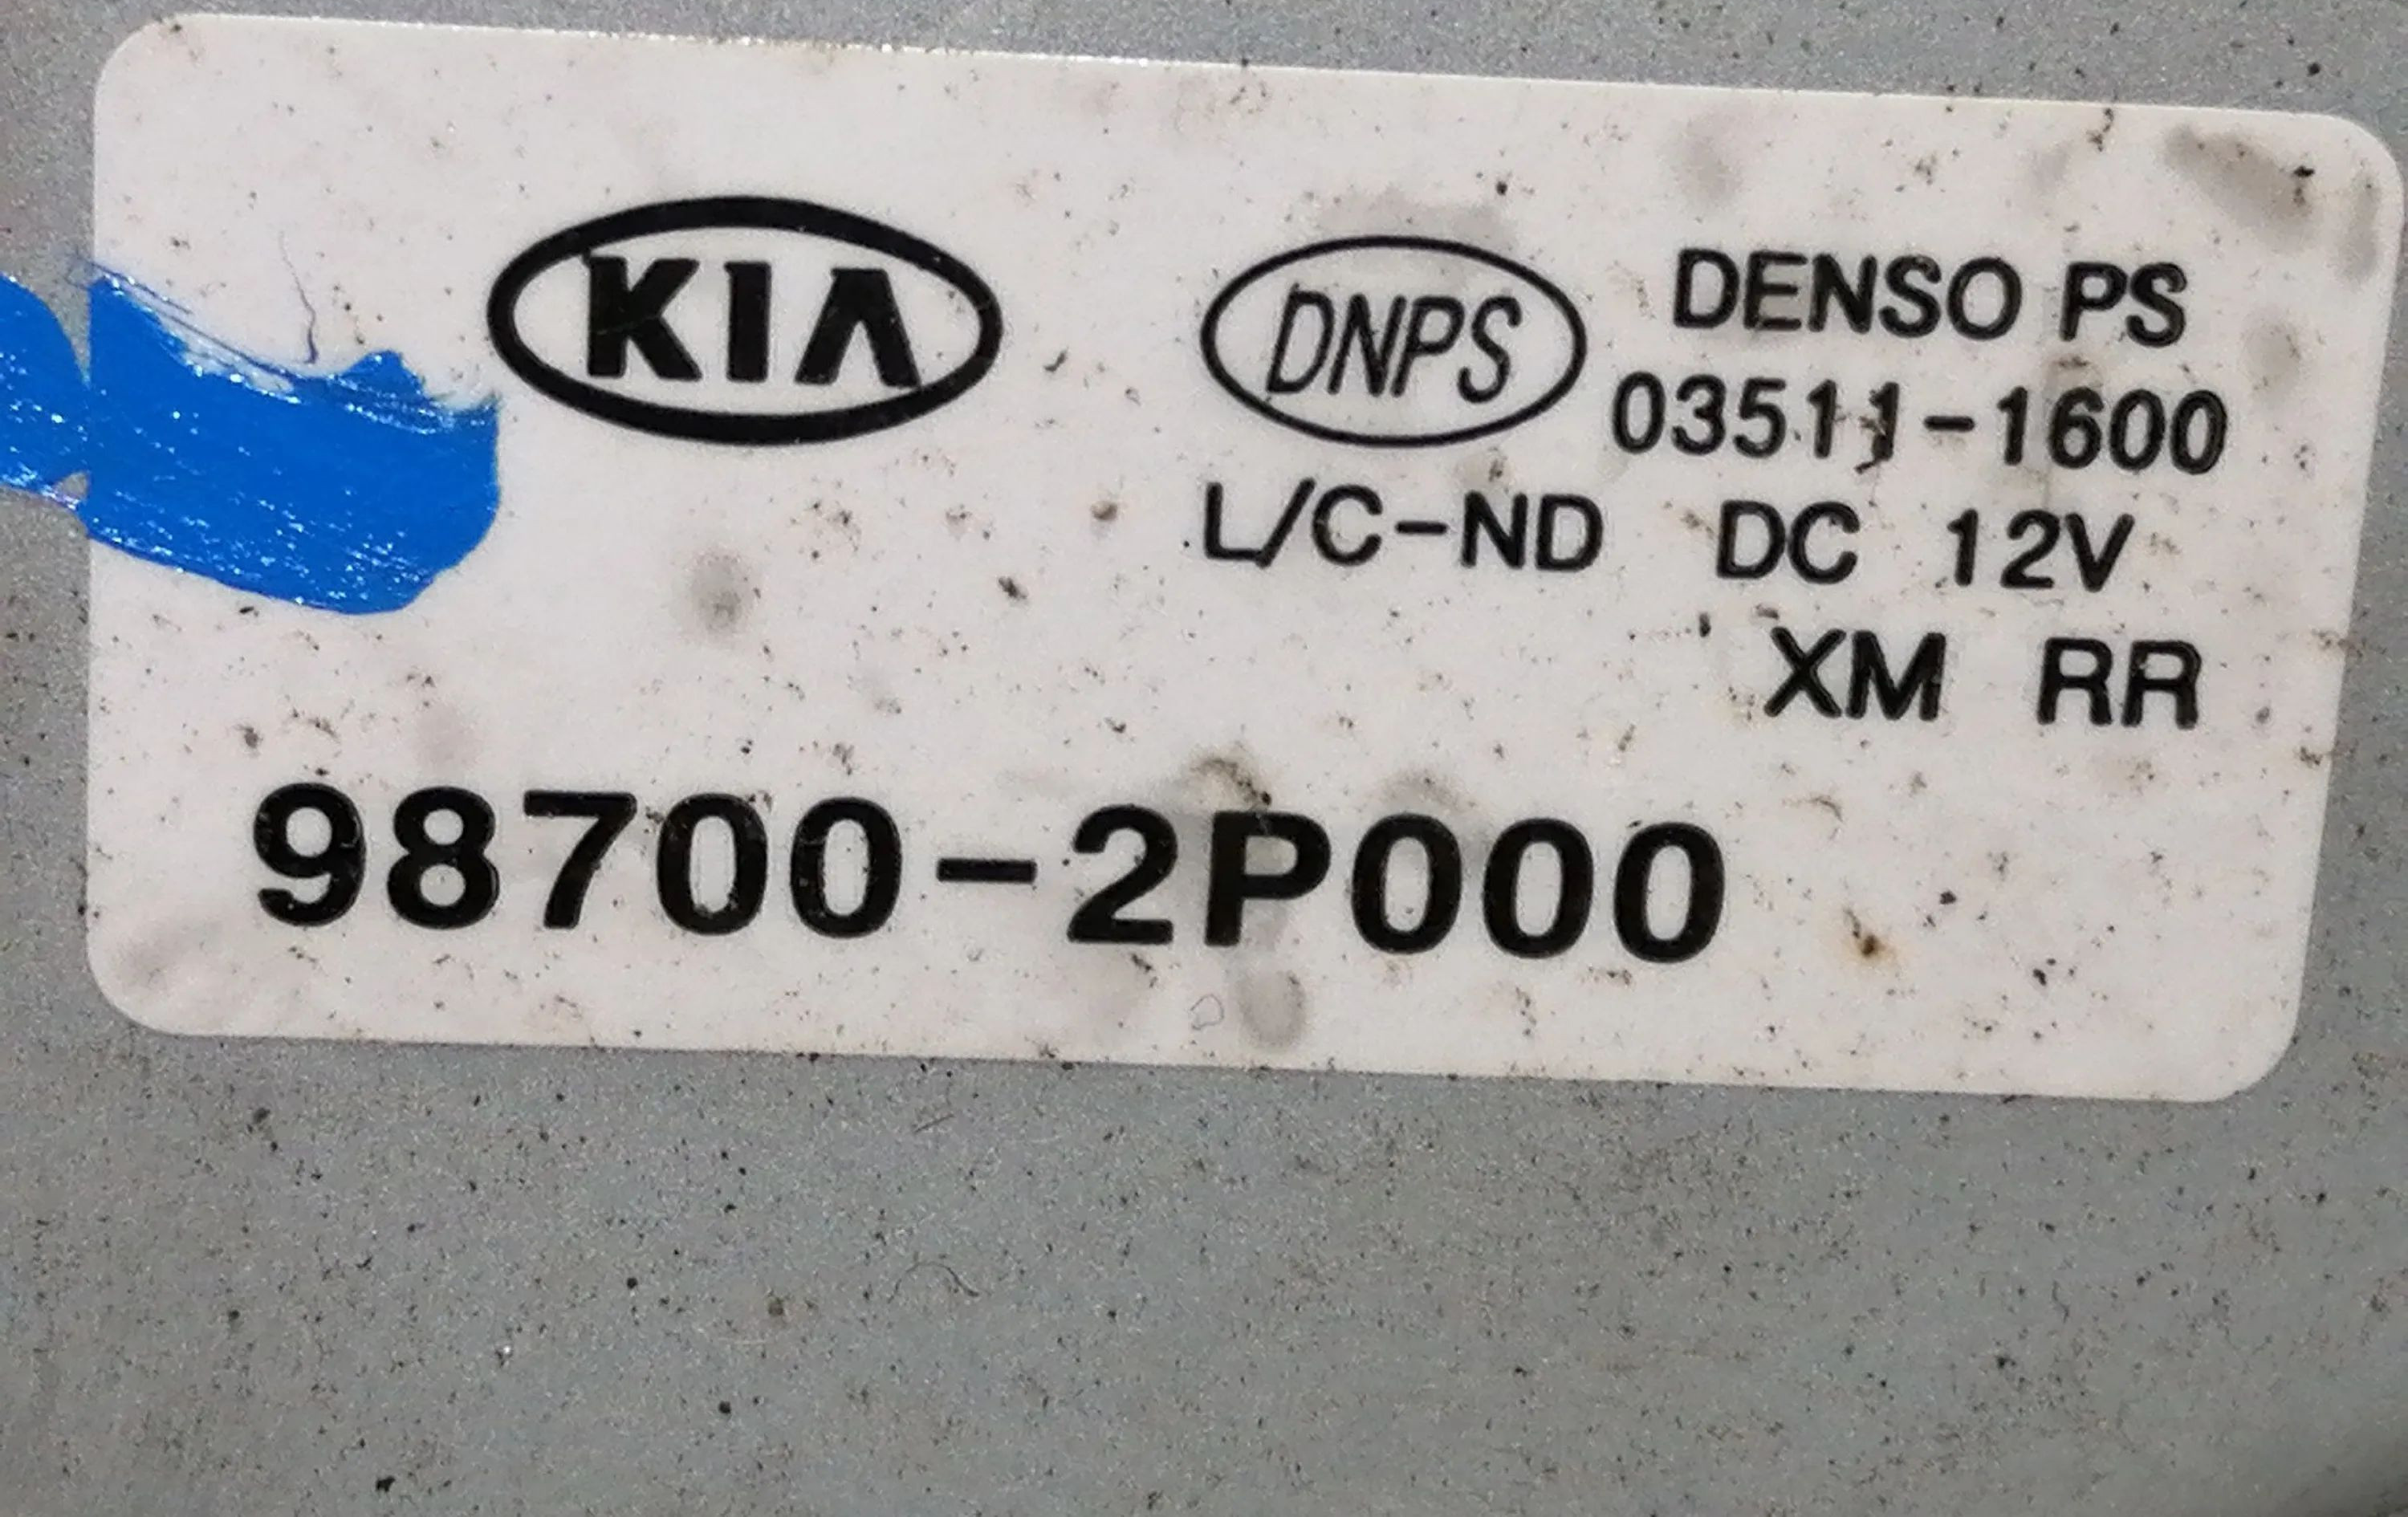 KIA
DNPS
DENSO PS
03511-1600
L/C-ND DC 12V
XM RR
98700-2P000